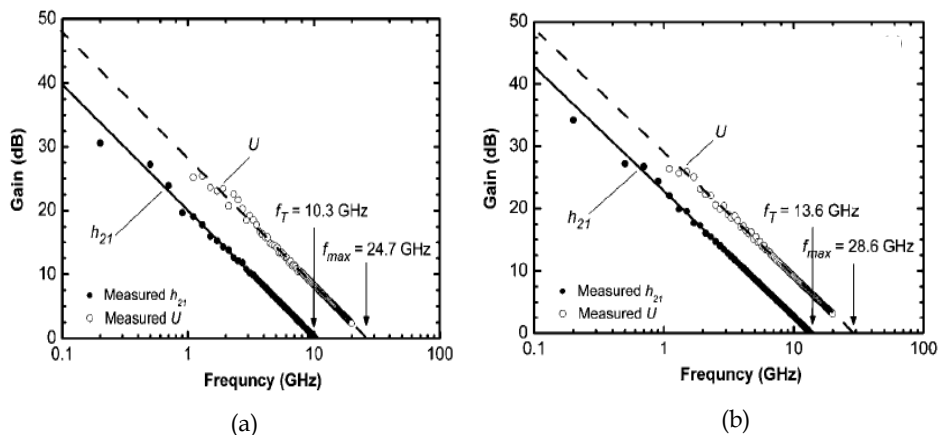 50
40
30
20
10
0
Gain (dB)
U
h21
fT = 10.3 GHz
fmax = 24.7 GHz
Measured h21
Measured U
0.1 1 10 100
Frequncy (GHz)
(a)
50
40
30
20
10
0
Gain (dB)
U
h21
fT = 13.6 GHz
fmax = 28.6 GHz
Measured h21
Measured U
0.1 1 10 100
Frequncy (GHz)
(b)